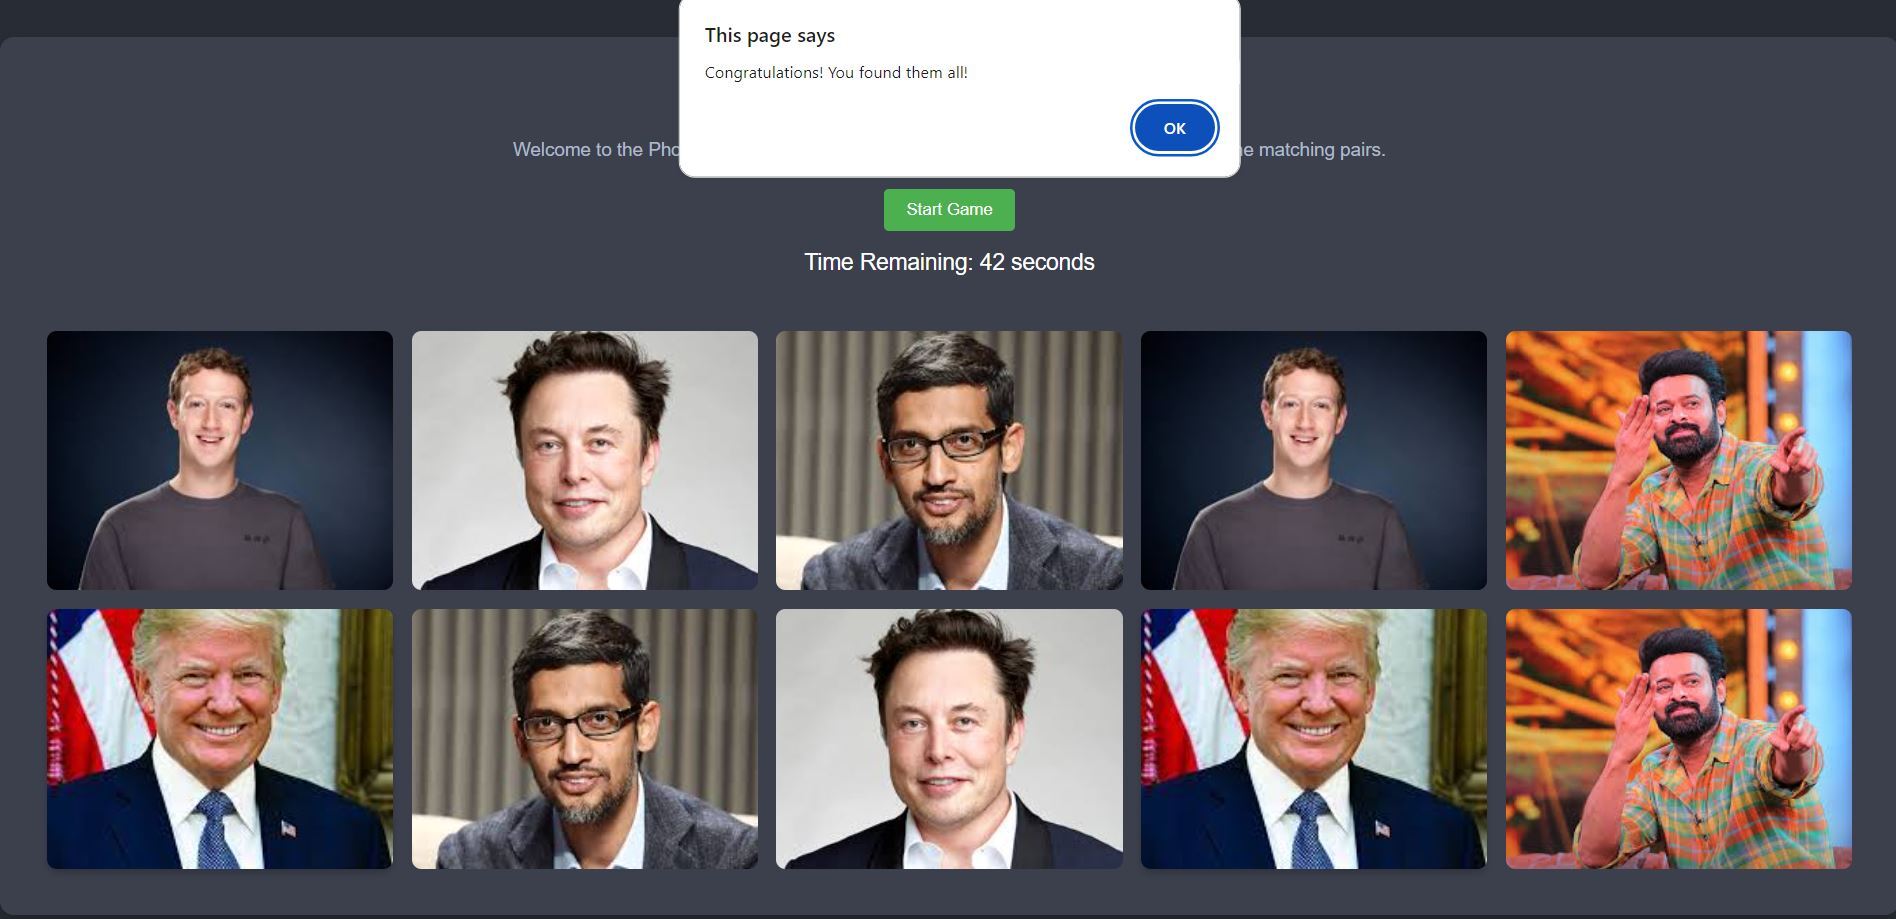 This page says
Congratulations! You found them all!
OK
Welcome to the Pho
e matching pairs.
Start Game
Time Remaining: 42 seconds